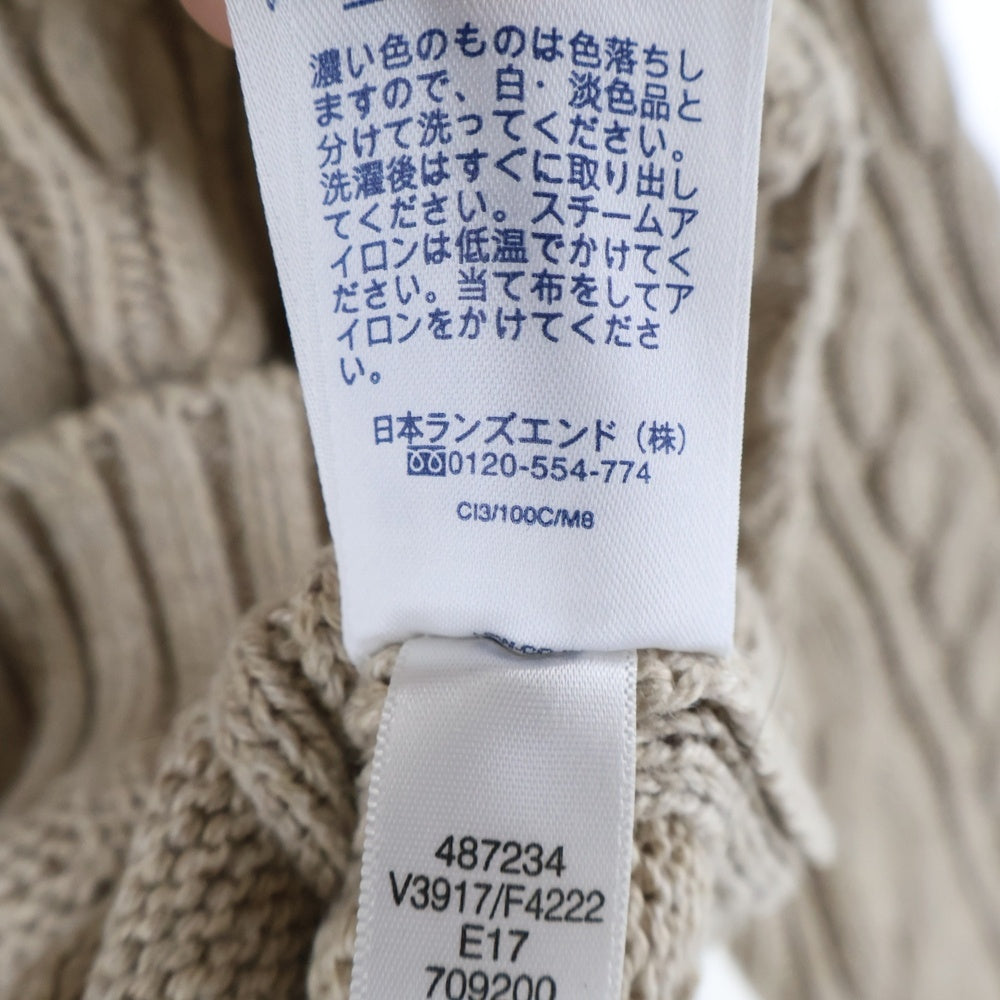 濃い色のものは色落ちし
ますので、白・淡色品と
分けて洗ってください。
洗濯後はすぐに取り出し
てください。スチームア
イロンは低温でかけてく
ださい。当て布をしてア
イロンをかけてくださ
い。
日本ランズエンド(株)
0120-554-774
CI3/100C/M8
487234
V3917/F4222
E17
709200